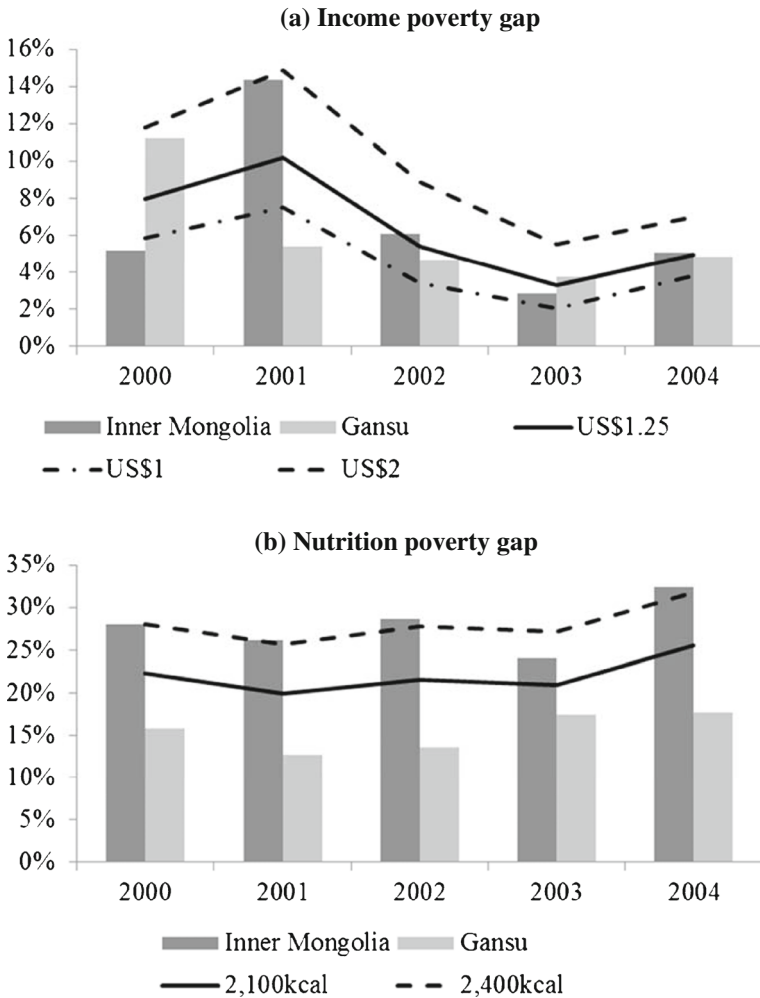 (a) Income poverty gap
16%
14%
12%
10%
8%
6%
4%
2%
0%
2000 2001 2002 2003 2004
Inner Mongolia Gansu US$1.25
US$1 US$2
(b) Nutrition poverty gap
35%
30%
25%
20%
15%
10%
5%
0%
2000 2001 2002 2003 2004
Inner Mongolia Gansu
2,100kcal 2,400kcal